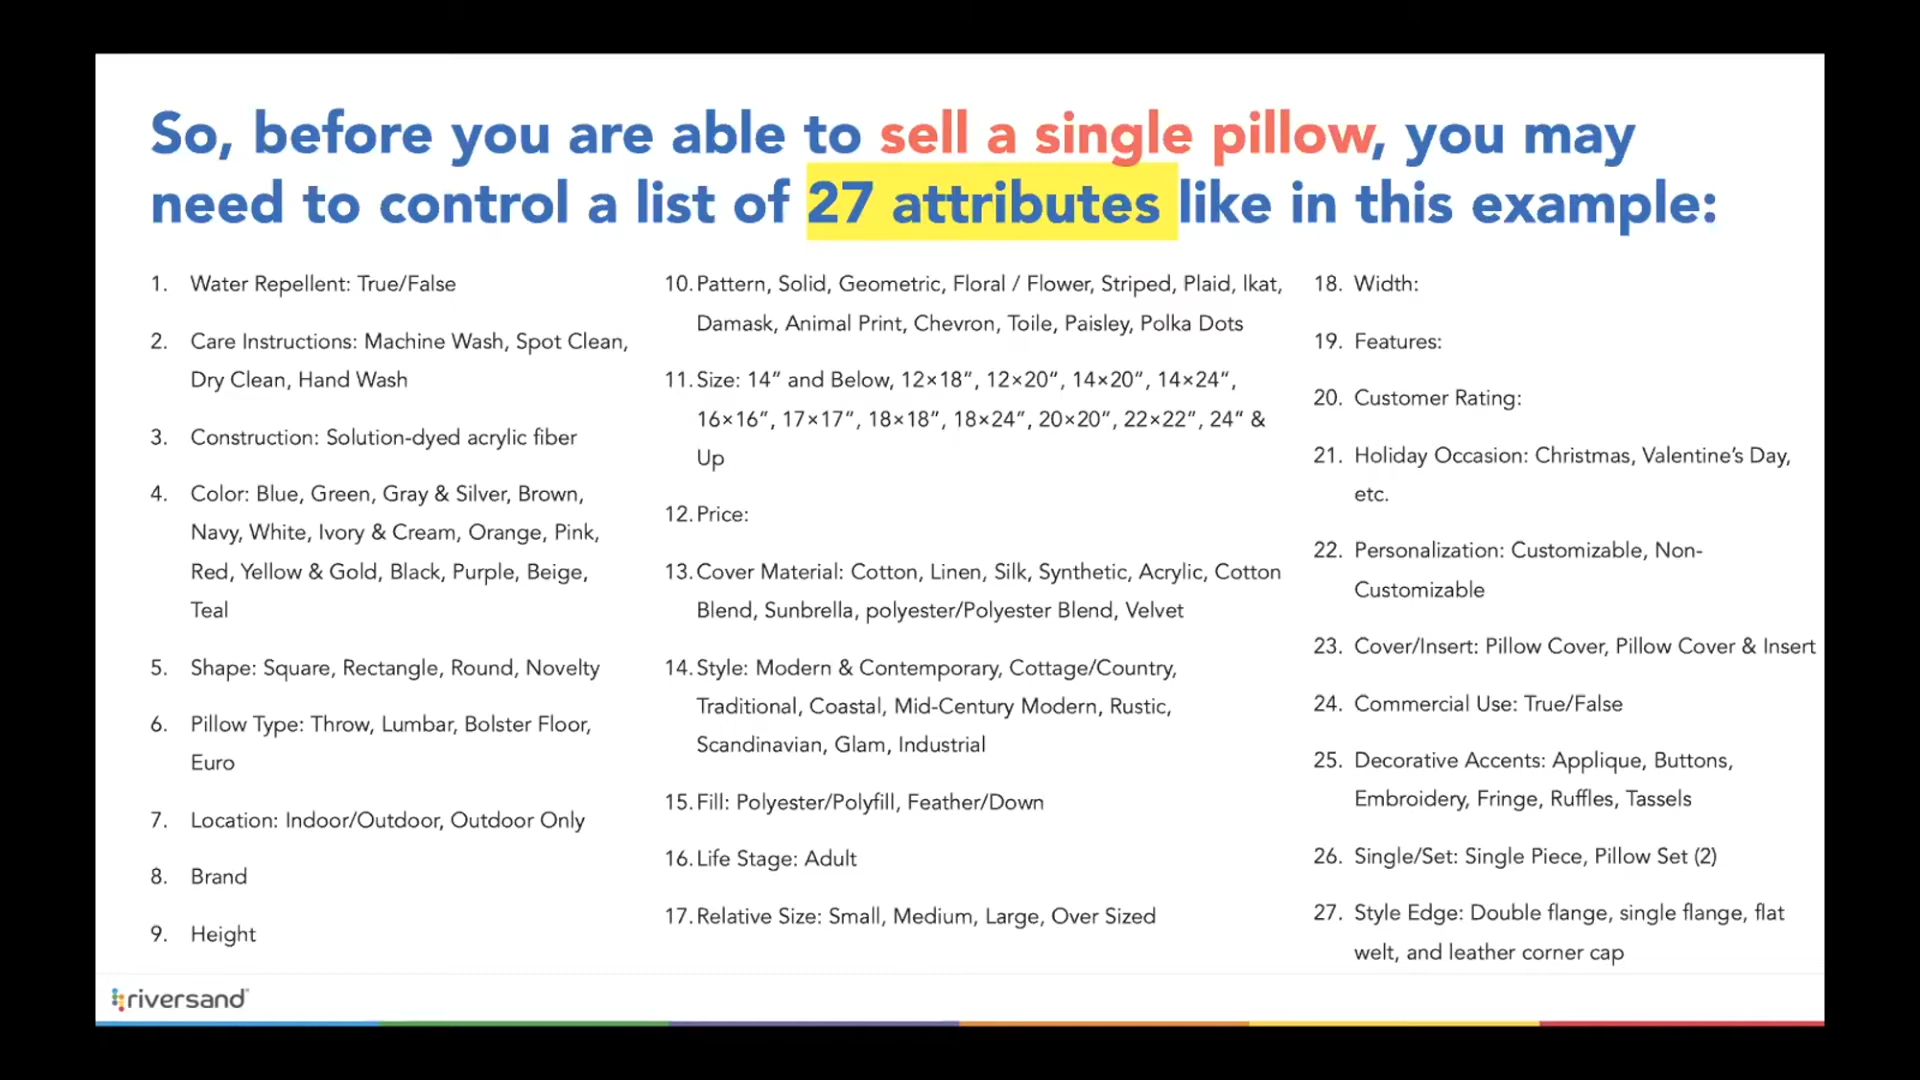 So, before you are able to sell a single pillow, you may
need to control a list of 27 attributes like in this example:
1. Water Repellent: True/False
2. Care Instructions: Machine Wash, Spot Clean,
Dry Clean, Hand Wash
3. Construction: Solution-dyed acrylic fiber
4. Color: Blue, Green, Gray & Silver, Brown,
Navy, White, Ivory & Cream, Orange, Pink,
Red, Yellow & Gold, Black, Purple, Beige,
Teal
5. Shape: Square, Rectangle, Round, Novelty
6. Pillow Type: Throw, Lumbar, Bolster Floor,
Euro
7. Location: Indoor/Outdoor, Outdoor Only
8. Brand
9. Height
10. Pattern, Solid, Geometric, Floral / Flower, Striped, Plaid, Ikat,
Damask, Animal Print, Chevron, Toile, Paisley, Polka Dots
11. Size: 14” and Below, 12×18”, 12×20”, 14×20”, 14×24”,
16×16”, 17×17”, 18×18”, 18×24”, 20×20”, 22×22”, 24” &
Up
12. Price:
13. Cover Material: Cotton, Linen, Silk, Synthetic, Acrylic, Cotton
Blend, Sunbrella, polyester/Polyester Blend, Velvet
14. Style: Modern & Contemporary, Cottage/Country,
Traditional, Coastal, Mid-Century Modern, Rustic,
Scandinavian, Glam, Industrial
15. Fill: Polyester/Polyfill, Feather/Down
16. Life Stage: Adult
17. Relative Size: Small, Medium, Large, Over Sized
18. Width:
19. Features:
20. Customer Rating:
21. Holiday Occasion: Christmas, Valentine’s Day,
etc.
22. Personalization: Customizable, Non-
Customizable
23. Cover/Insert: Pillow Cover, Pillow Cover & Insert
24. Commercial Use: True/False
25. Decorative Accents: Applique, Buttons,
Embroidery, Fringe, Ruffles, Tassels
26. Single/Set: Single Piece, Pillow Set (2)
27. Style Edge: Double flange, single flange, flat
welt, and leather corner cap
riversand